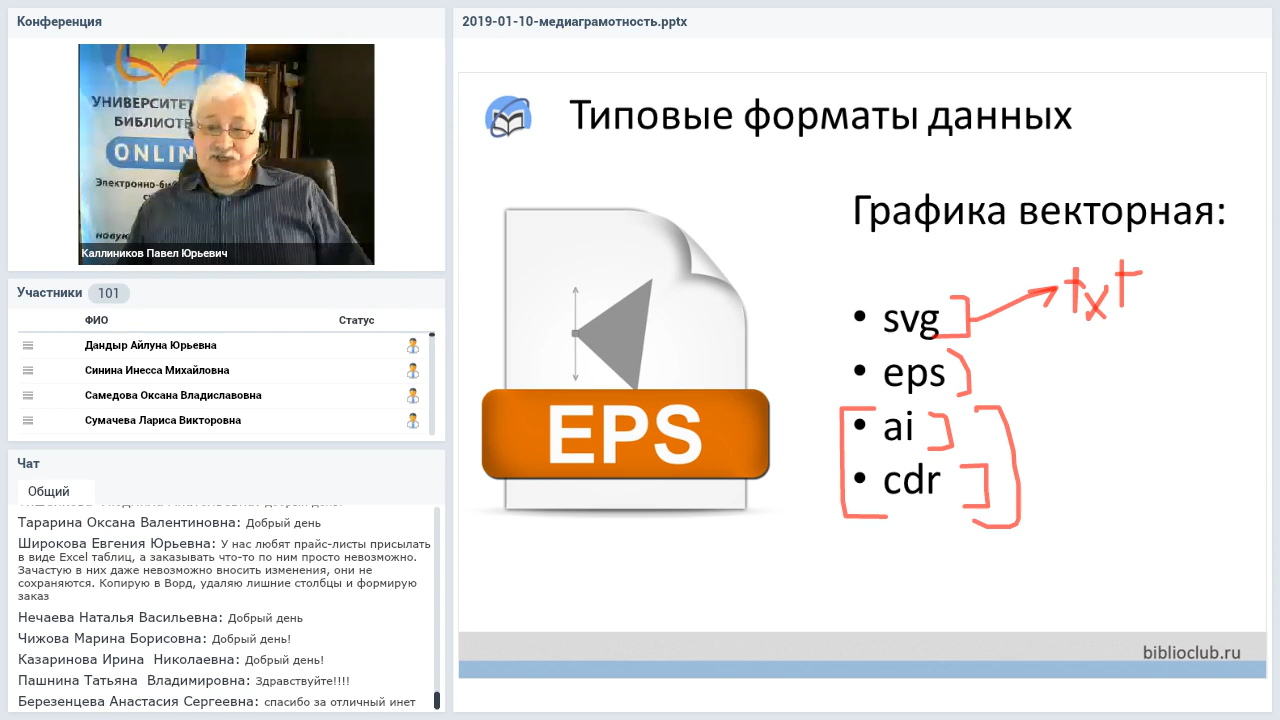 Конференция
УНИВЕРСИТЕТ
БИБЛИОТЕ
ONLIN
Электронно-биб
новую
Каллиников Павел Юрьевич
Участники 101
ФИО Статус
Дандыр Айлуна Юрьевна
Синина Инесса Михайловна
Самедова Оксана Владиславовна
Сумачева Лариса Викторовна
Чат
Общий
Тарарина Оксана Валентиновна: Добрый день
Широкова Евгения Юрьевна: У нас любят прайс-листы присылать
в виде Excel таблиц, а заказывать что-то по ним просто невозможно.
Зачастую в них даже невозможно вносить изменения, они не
сохраняются. Копирую в Ворд, удаляю лишние столбцы и формирую
заказ
Нечаева Наталья Васильевна: Добрый день
Чижова Марина Борисовна: Добрый день!
Казаринова Ирина Николаевна: Добрый день!
Пашнина Татьяна Владимировна: Здравствуйте!!!!
Березенцева Анастасия Сергеевна: спасибо за отличный инет
2019-01-10-медиаграмотность.pptx
Типовые форматы данных
EPS
Графика векторная:
• svg txt
• eps
• ai
• cdr
biblioclub.ru